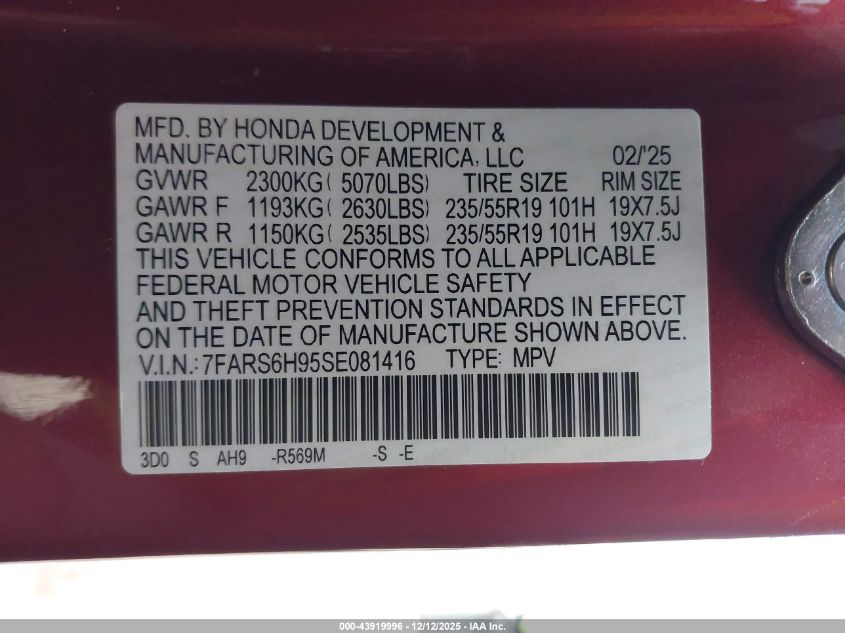 MFD. BY HONDA DEVELOPMENT &
MANUFACTURING OF AMERICA, LLC 02/'25
GVWR 2300KG( 5070LBS) TIRE SIZE RIM SIZE
GAWR F 1193KG( 2630LBS) 235/55R19 101H 19X7.5J
GAWR R 1150KG( 2535LBS) 235/55R19 101H 19X7.5J
THIS VEHICLE CONFORMS TO ALL APPLICABLE
FEDERAL MOTOR VEHICLE SAFETY
AND THEFT PREVENTION STANDARDS IN EFFECT
ON THE DATE OF MANUFACTURE SHOWN ABOVE.
V.I.N.: 7FARS6H95SE081416 TYPE: MPV
3D0 S AH9 -R569M -S -E
000-43919996 - 12/12/2025 - IAA Inc.